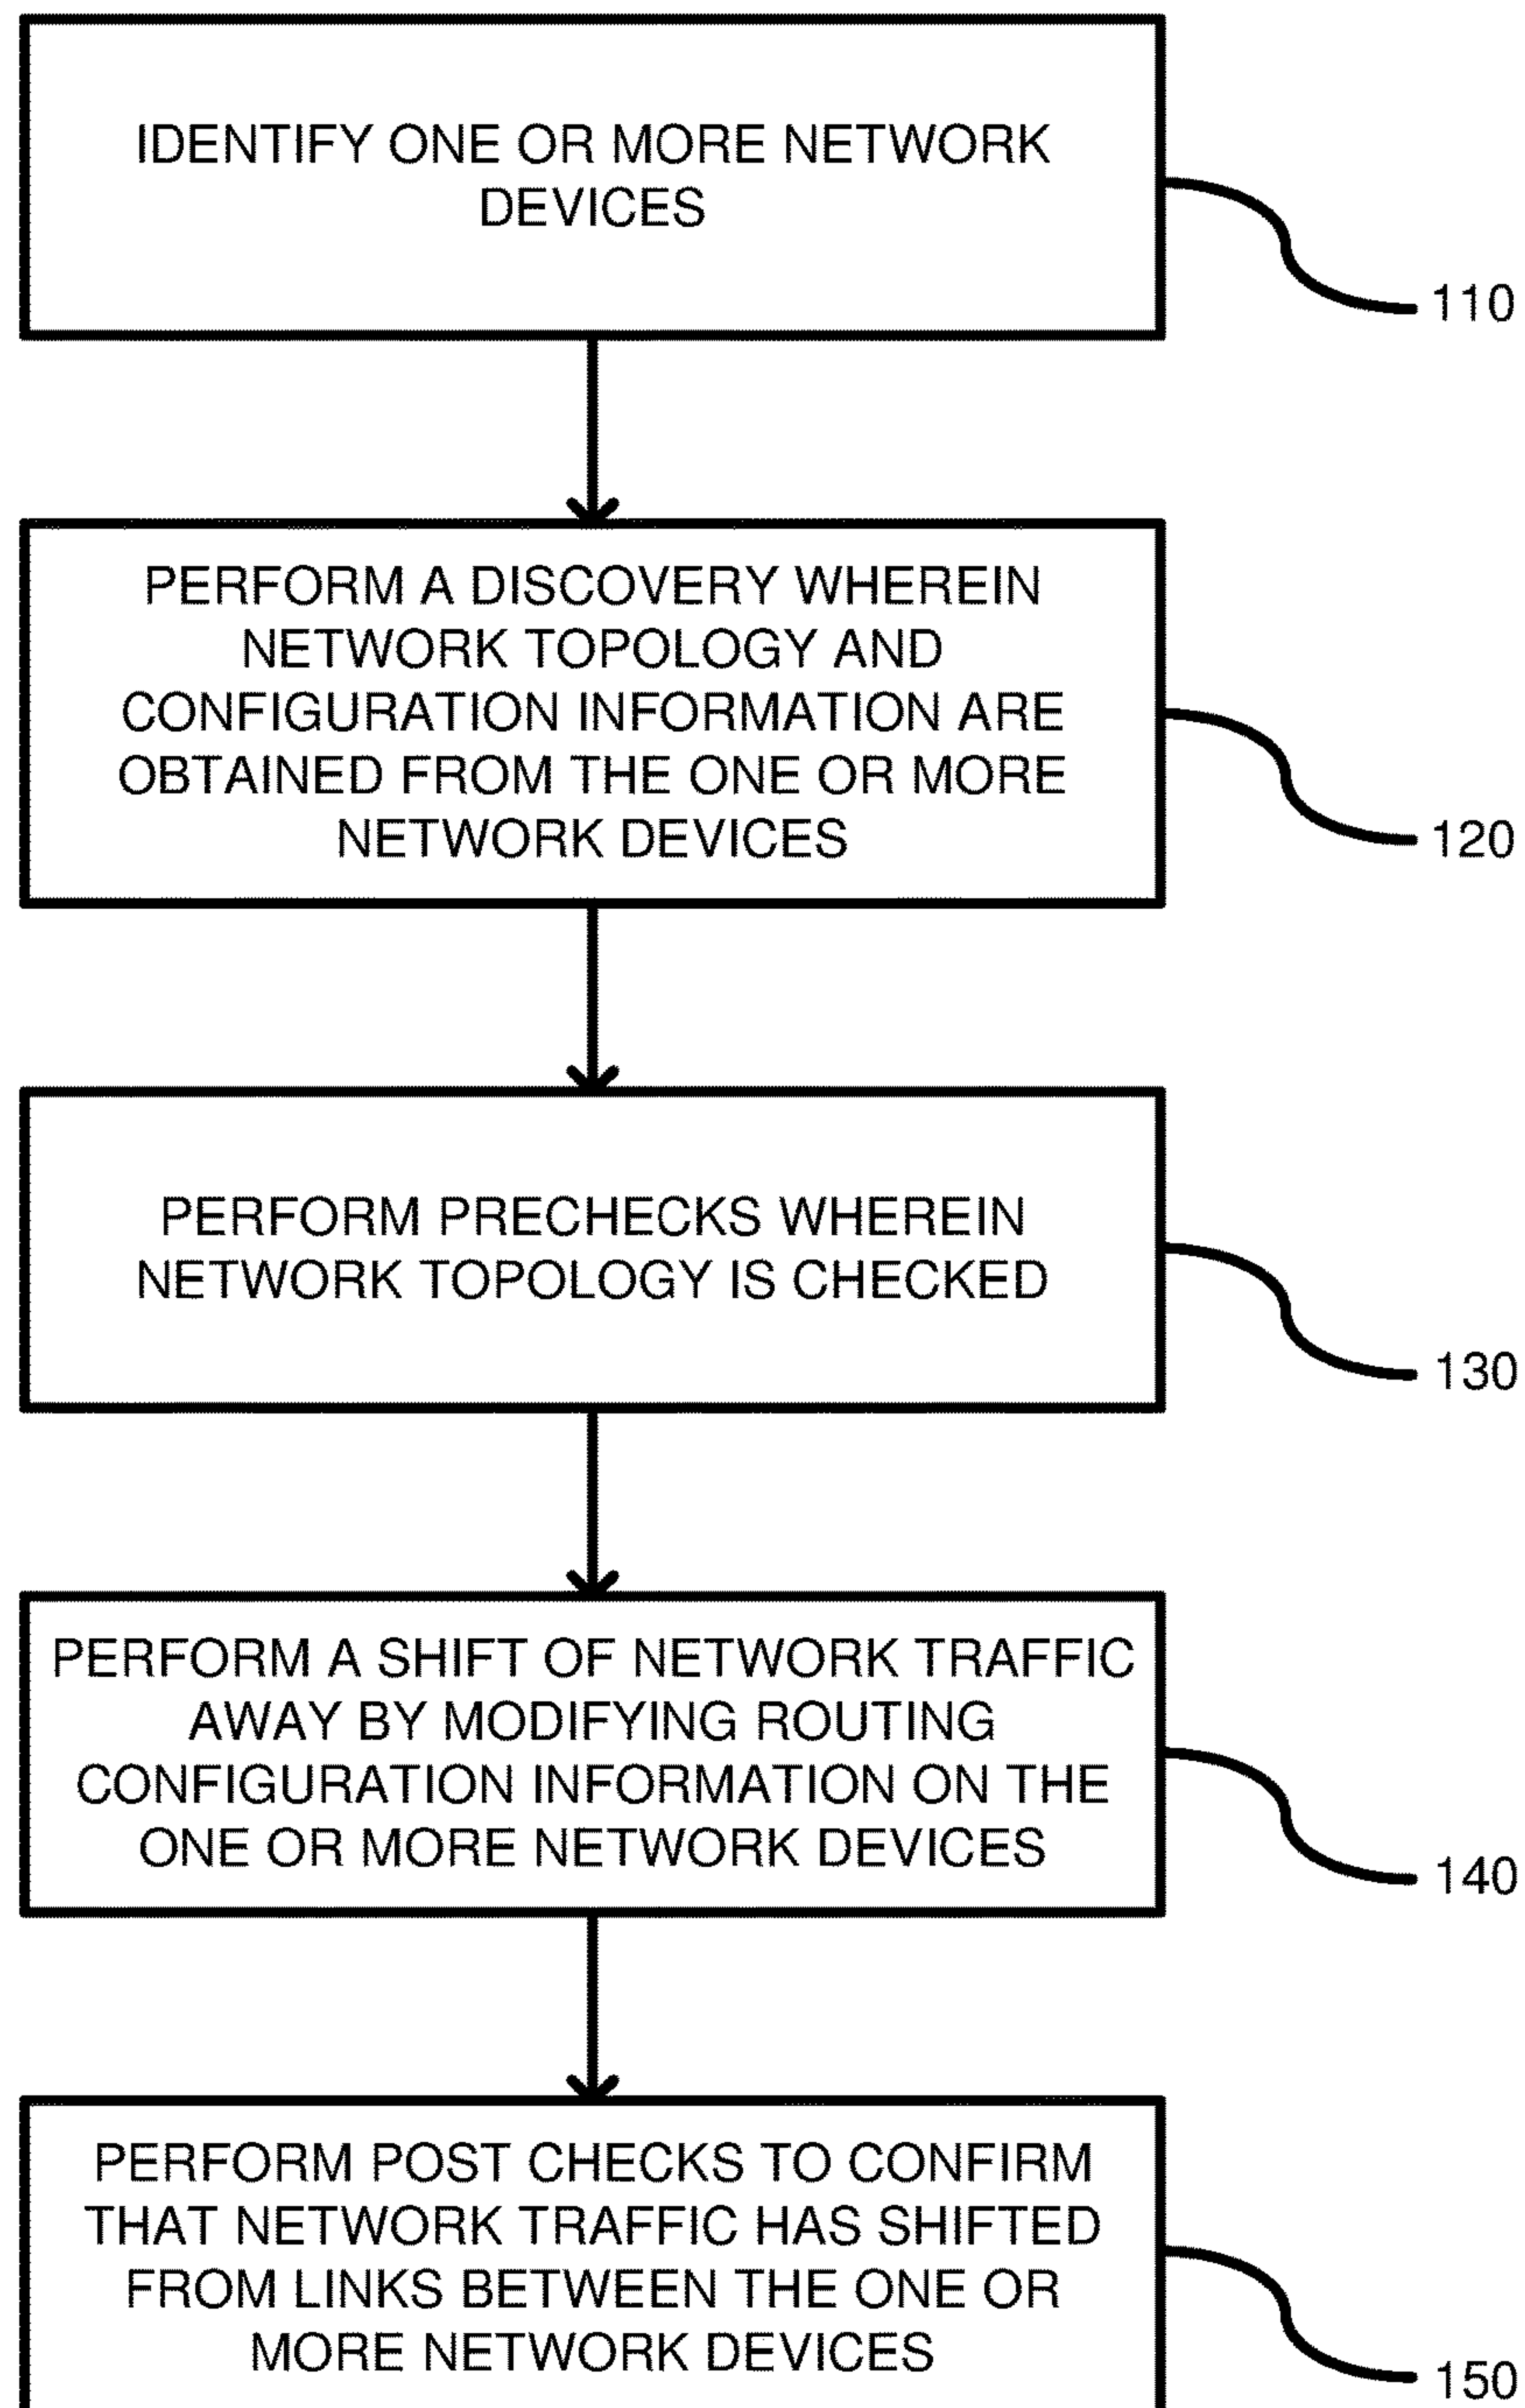 IDENTIFY ONE OR MORE NETWORK
DEVICES
110
PERFORM A DISCOVERY WHEREIN
NETWORK TOPOLOGY AND
CONFIGURATION INFORMATION ARE
OBTAINED FROM THE ONE OR MORE
NETWORK DEVICES
120
PERFORM PRECHECKS WHEREIN
NETWORK TOPOLOGY IS CHECKED
130
PERFORM A SHIFT OF NETWORK TRAFFIC
AWAY BY MODIFYING ROUTING
CONFIGURATION INFORMATION ON THE
ONE OR MORE NETWORK DEVICES
140
PERFORM POST CHECKS TO CONFIRM
THAT NETWORK TRAFFIC HAS SHIFTED
FROM LINKS BETWEEN THE ONE OR
MORE NETWORK DEVICES
150